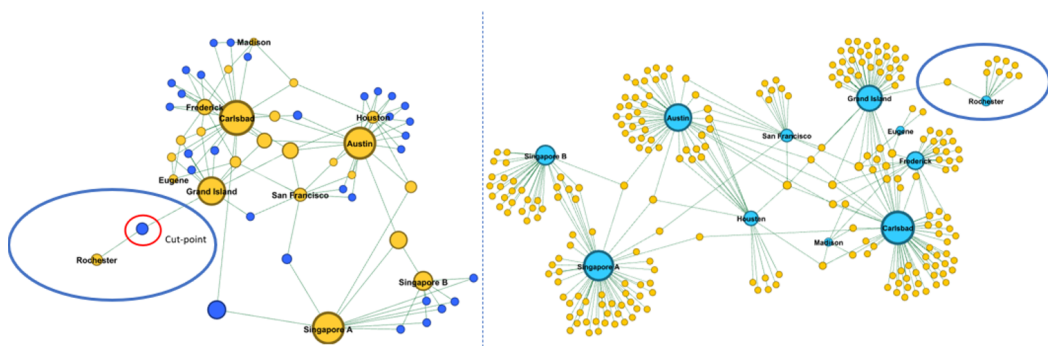 Madison
Frederick
Carlsbad
Houston
Austin
Eugene
Grand Island
San Francisco
Cut-point
Rochester
Singapore B
Singapore A
Grand Island
Rochester
Austin
San Francisco
Eugene
Singapore B
Frederick
Housten
Carlsbad
Madison
Singapore A